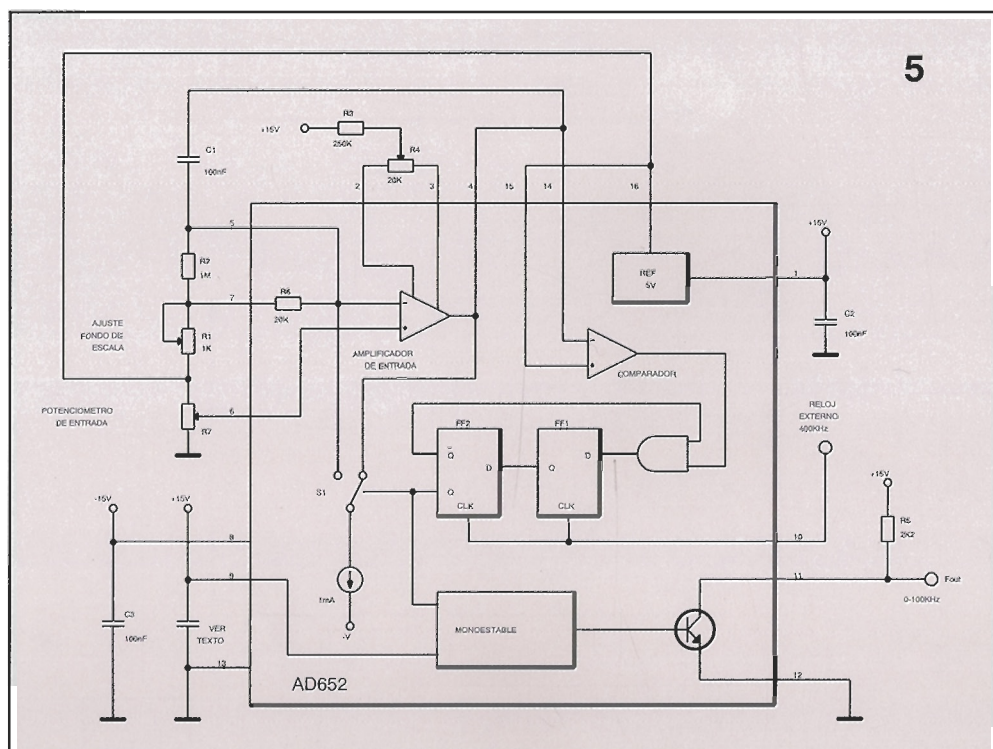 5
+15V
R3
250K
R4
20K
C1
100nF
2
3
4
15
14
16
5
R2
1M
7
R6
20K
AJUSTE
FONDO DE
ESCALA
R1
1K
AMPLIFICADOR
DE ENTRADA
REF
5V
+15V
1
C2
100nF
COMPARADOR
POTENCIOMETRO
DE ENTRADA
6
R7
RELOJ
EXTERNO
400KHz
FF2
Q
D
Q
CLK
FF1
Q
D
CLK
S1
-15V
+15V
+15V
8
10
R5
2K2
9
11
Fout
0-100KHz
1mA
-V
C3
100nF
VER
TEXTO
MONOESTABLE
13
12
AD652